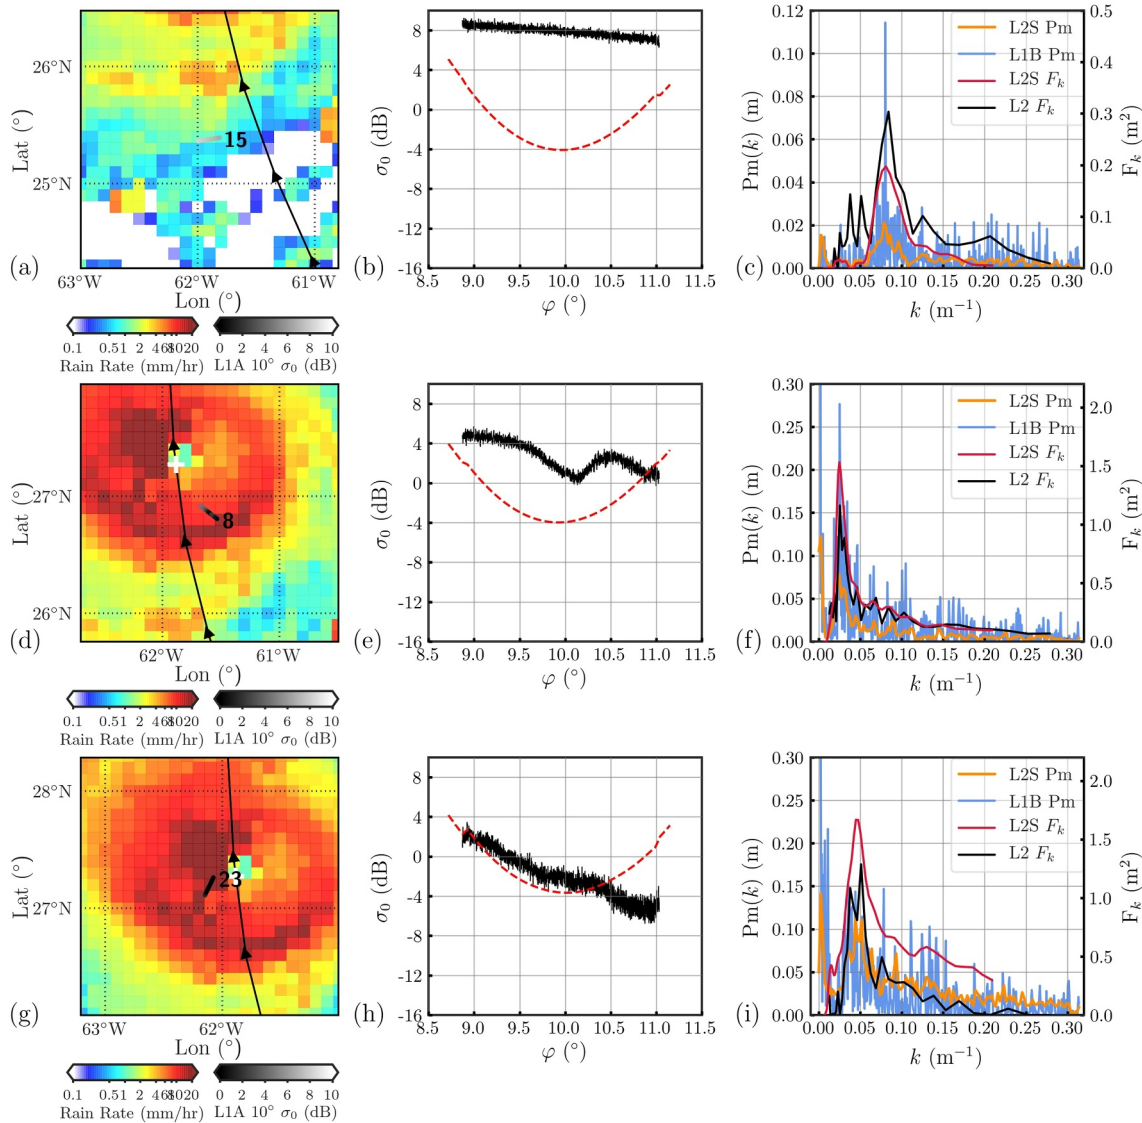 26°N
25°N
Lat (°)
15
(a)
63°W 62°W 61°W
Lon (°)
0.1 0.5 1 2 4 6 8 10 20
Rain Rate (mm/hr)
0 2 4 6 8 10
L1A 10° σ0 (dB)
8
4
0
-4
-8
-12
-16
σ0 (dB)
(b)
8.5 9.0 9.5 10.0 10.5 11.0 11.5
φ (°)
0.12
0.10
0.08
0.06
0.04
0.02
0.00
Pm(k) (m)
L2S Pm
L1B Pm
L2S Fk
L2 Fk
0.5
0.4
0.3
0.2
0.1
0.0
Fk (m²)
(c)
0.00 0.05 0.10 0.15 0.20 0.25 0.30
k (m⁻¹)
27°N
26°N
Lat (°)
8
(d)
62°W 61°W
Lon (°)
0.1 0.5 1 2 4 6 8 10 20
Rain Rate (mm/hr)
0 2 4 6 8 10
L1A 10° σ0 (dB)
8
4
0
-4
-8
-12
-16
σ0 (dB)
(e)
8.5 9.0 9.5 10.0 10.5 11.0 11.5
φ (°)
0.30
0.25
0.20
0.15
0.10
0.05
0.00
Pm(k) (m)
L2S Pm
L1B Pm
L2S Fk
L2 Fk
2.0
1.5
1.0
0.5
0.0
Fk (m²)
(f)
0.00 0.05 0.10 0.15 0.20 0.25 0.30
k (m⁻¹)
28°N
27°N
Lat (°)
23
(g)
63°W 62°W
Lon (°)
0.1 0.5 1 2 4 6 8 10 20
Rain Rate (mm/hr)
0 2 4 6 8 10
L1A 10° σ0 (dB)
8
4
0
-4
-8
-12
-16
σ0 (dB)
(h)
8.5 9.0 9.5 10.0 10.5 11.0 11.5
φ (°)
0.30
0.25
0.20
0.15
0.10
0.05
0.00
Pm(k) (m)
L2S Pm
L1B Pm
L2S Fk
L2 Fk
2.0
1.5
1.0
0.5
0.0
Fk (m²)
(i)
0.00 0.05 0.10 0.15 0.20 0.25 0.30
k (m⁻¹)